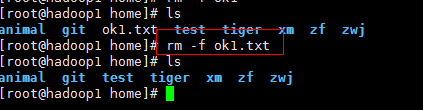 [root@hadoop1 home]# ls
animal  git  ok1.txt  test  tiger  xm  zf  zwj
[root@hadoop1 home]# rm -f ok1.txt
[root@hadoop1 home]# ls
animal  git  test  tiger  xm  zf  zwj
[root@hadoop1 home]#